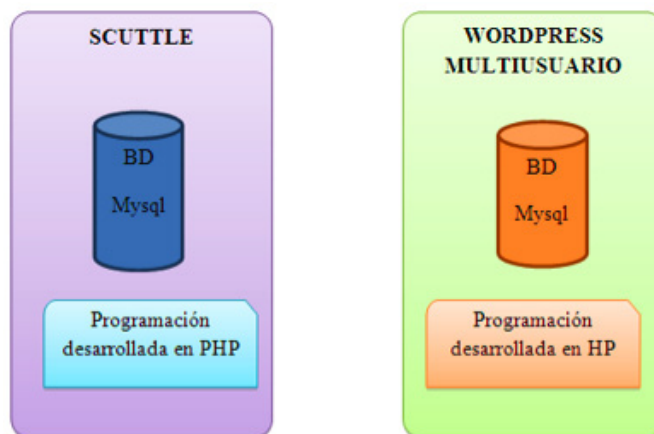 SCUTTLE
BD
Mysql
Programación
desarrollada en PHP
WORDPRESS
MULTIUSUARIO
BD
Mysql
Programación
desarrollada en HP